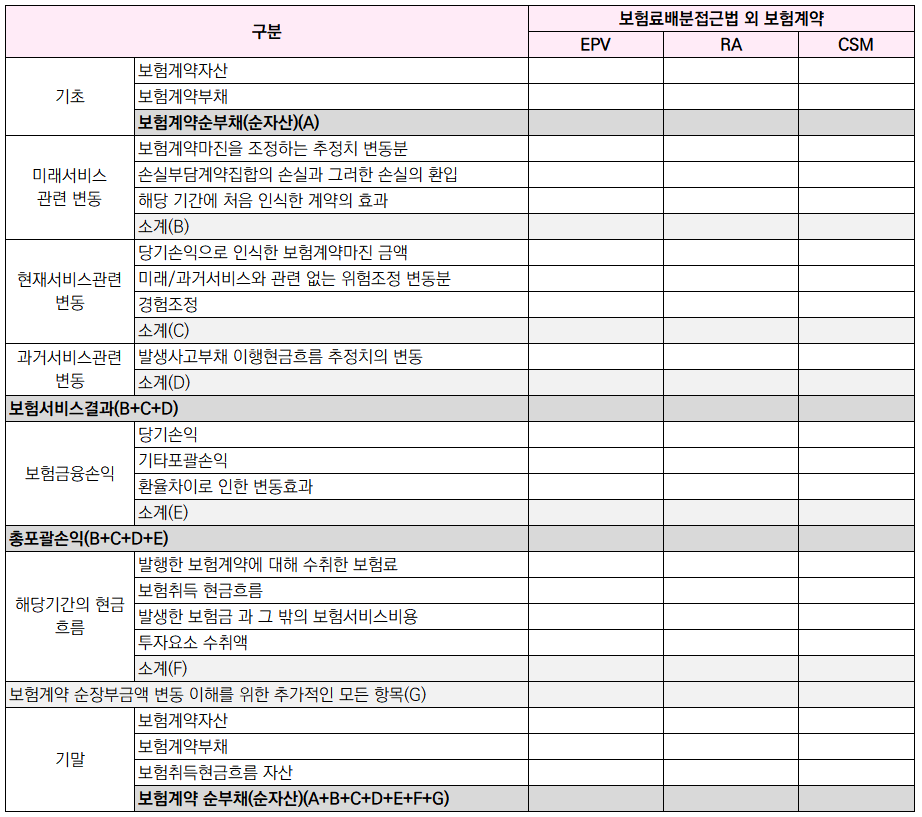 구분
보험료배분접근법 외 보험계약
EPV RA CSM
기초
보험계약자산
보험계약부채
보험계약순부채(순자산)(A)
미래서비스
관련 변동
보험계약마진을 조정하는 추정치 변동분
손실부담계약집합의 손실과 그러한 손실의 환입
해당 기간에 처음 인식한 계약의 효과
소계(B)
현재서비스관련
변동
당기손익으로 인식한 보험계약마진 금액
미래/과거서비스와 관련 없는 위험조정 변동분
경험조정
소계(C)
과거서비스관련
변동
발생사고부채 이행현금흐름 추정치의 변동
소계(D)
보험서비스결과(B+C+D)
보험금융손익
당기손익
기타포괄손익
환율차이로 인한 변동효과
소계(E)
총포괄손익(B+C+D+E)
해당기간의 현금
흐름
발행한 보험계약에 대해 수취한 보험료
보험취득 현금흐름
발생한 보험금 과 그 밖의 보험서비스비용
투자요소 수취액
소계(F)
보험계약 순장부금액 변동 이해를 위한 추가적인 모든 항목(G)
기말
보험계약자산
보험계약부채
보험취득현금흐름 자산
보험계약 순부채(순자산)(A+B+C+D+E+F+G)